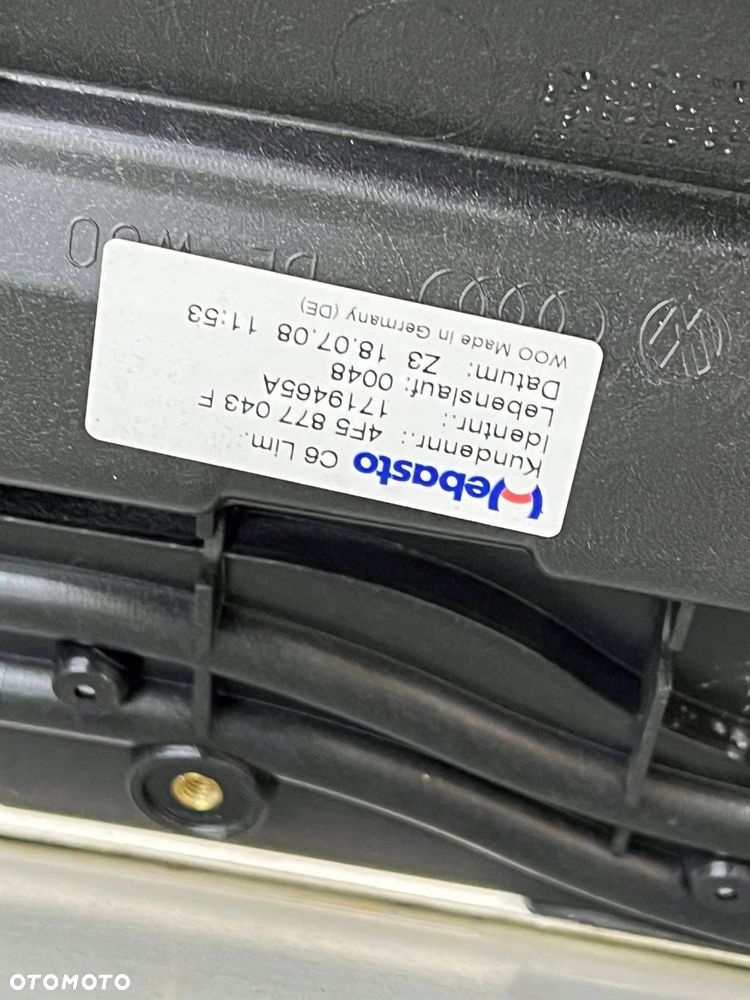 Webasto C6 Lim.
Kundennr.: 4F5 877 043 F
Identnr.: 1719465A
Lebenslauf: 0048
Datum: Z3 18.07.08 11:53
WOO Made in Germany (DE)
OTOMOTO